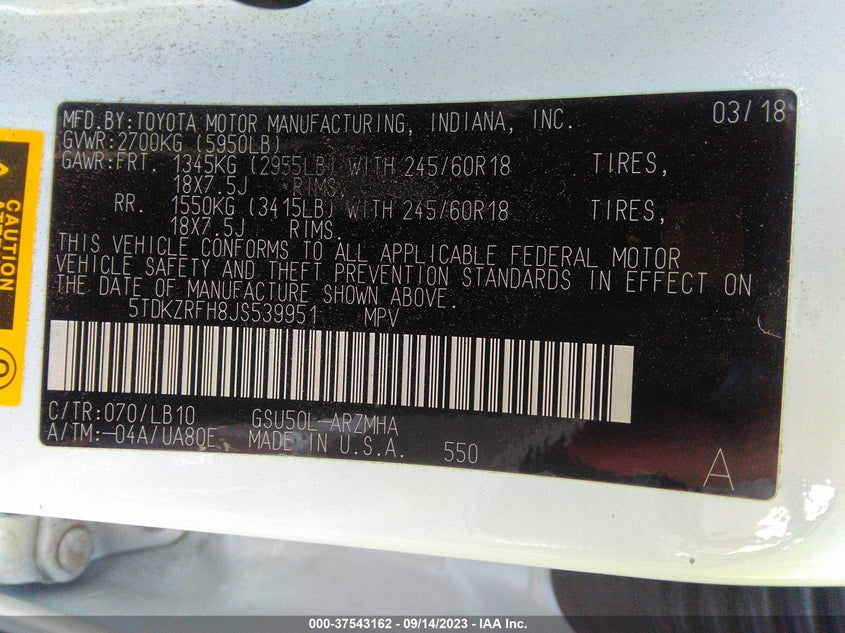 MFD.BY:TOYOTA MOTOR MANUFACTURING, INDIANA, INC. 03/18
GVWR:2700KG (5950LB)
GAWR:FRT. 1345KG (2955LB) WITH 245/60R18 TIRES,
18X7.5J RIMS.
RR. 1550KG (3415LB) WITH 245/60R18 TIRES,
18X7.5J RIMS.
THIS VEHICLE CONFORMS TO ALL APPLICABLE FEDERAL MOTOR
VEHICLE SAFETY AND THEFT PREVENTION STANDARDS IN EFFECT ON
THE DATE OF MANUFACTURE SHOWN ABOVE.
5TDKZRFH8JS539951 MPV
C/TR:070/LB10 GSU50L-ARZMHA
A/TM:-04A/UA80E MADE IN U.S.A. 550
A
CAUTION
000-37543162 - 09/14/2023 - IAA Inc.